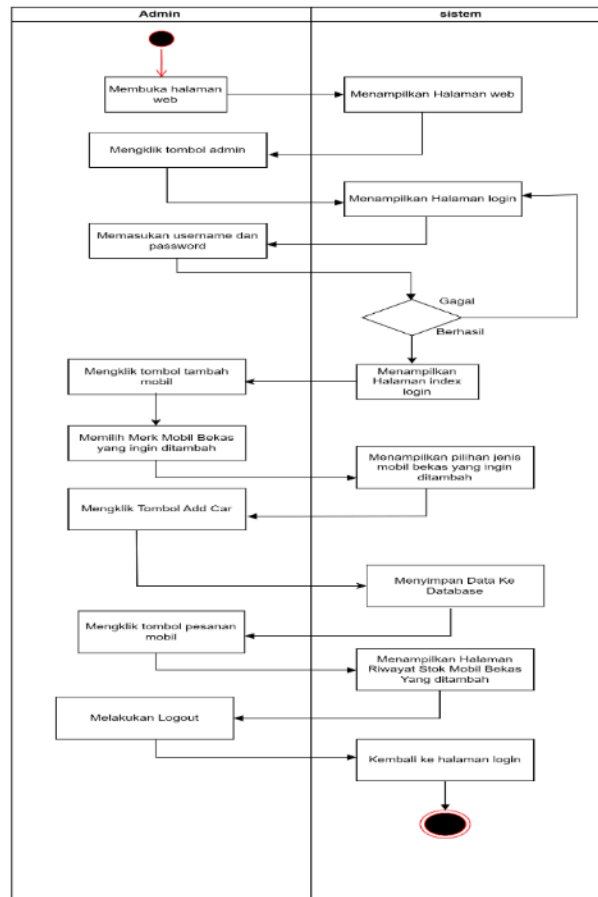 Admin
sistem
Membuka halaman
web
Menampilkan Halaman web
Mengklik tombol admin
Menampilkan Halaman login
Memasukan username dan
password
Gagal
Berhasil
Menampilkan
Halaman index
login
Mengklik tombol tambah
mobil
Memilih Merk Mobil Bekas
yang ingin ditambah
Menampilkan pilihan jenis
mobil bekas yang ingin
ditambah
Mengklik Tombol Add Car
Menyimpan Data Ke
Database
Mengklik tombol pesanan
mobil
Menampilkan Halaman
Riwayat Stok Mobil Bekas
Yang ditambah
Melakukan Logout
Kembali ke halaman login